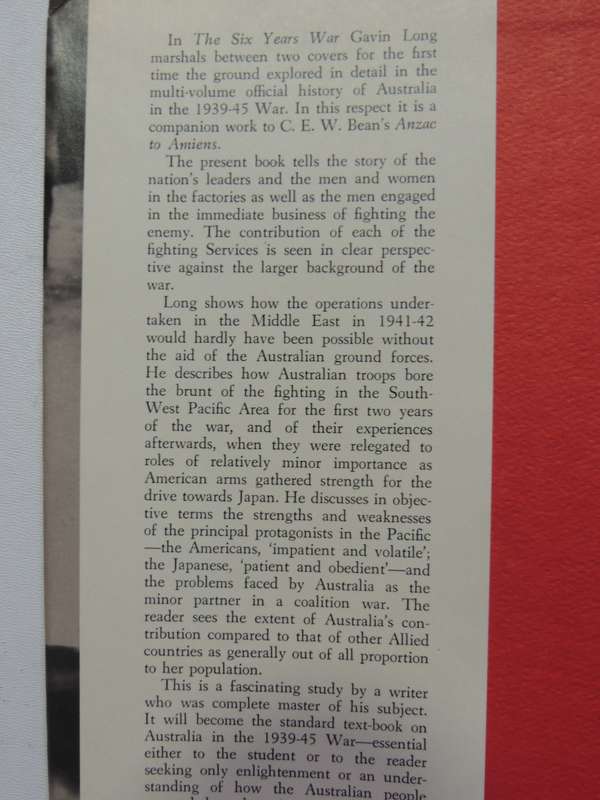 In The Six Years War Gavin Long
marshals between two covers for the first
time the ground explored in detail in the
multi-volume official history of Australia
in the 1939-45 War. In this respect it is a
companion work to C. E. W. Bean's Anzac
to Amiens.
The present book tells the story of the
nation's leaders and the men and women
in the factories as well as the men engaged
in the immediate business of fighting the
enemy. The contribution of each of the
fighting Services is seen in clear perspec-
tive against the larger background of the
war.
Long shows how the operations under-
taken in the Middle East in 1941-42
would hardly have been possible without
the aid of the Australian ground forces.
He describes how Australian troops bore
the brunt of the fighting in the South-
West Pacific Area for the first two years
of the war, and of their experiences
afterwards, when they were relegated to
roles of relatively minor importance as
American arms gathered strength for the
drive towards Japan. He discusses in objec-
tive terms the strengths and weaknesses
of the principal protagonists in the Pacific
—the Americans, 'impatient and volatile';
the Japanese, 'patient and obedient'—and
the problems faced by Australia as the
minor partner in a coalition war. The
reader sees the extent of Australia's con-
tribution compared to that of other Allied
countries as generally out of all proportion
to her population.
This is a fascinating study by a writer
who was complete master of his subject.
It will become the standard text-book on
Australia in the 1939-45 War—essential
either to the student or to the reader
seeking only enlightenment or an under-
standing of how the Australian people